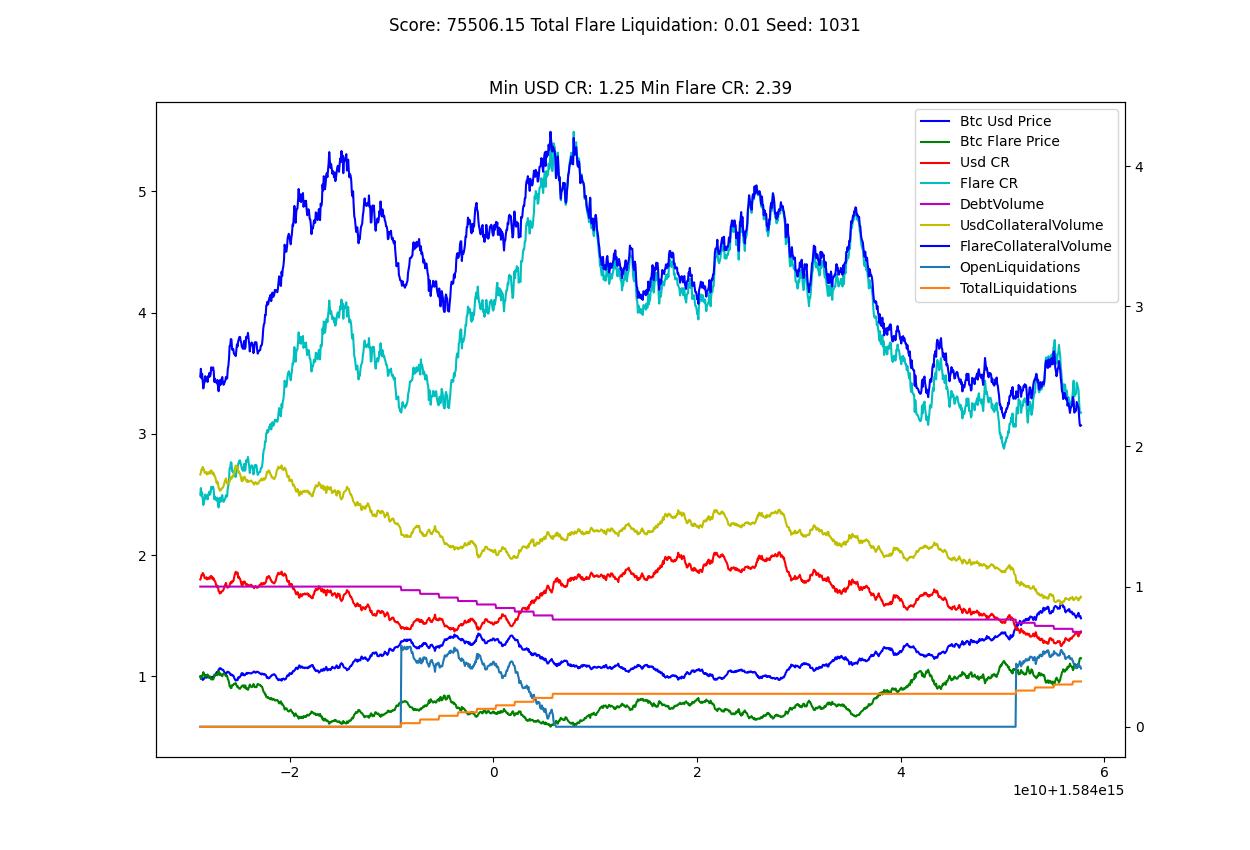 Score: 75506.15 Total Flare Liquidation: 0.01 Seed: 1031
Min USD CR: 1.25 Min Flare CR: 2.39
Btc Usd Price
Btc Flare Price
Usd CR
Flare CR
DebtVolume
UsdCollateralVolume
FlareCollateralVolume
OpenLiquidations
TotalLiquidations
5
4
3
2
1
4
3
2
1
0
−2 0 2 4 6
1e10+1.584e15